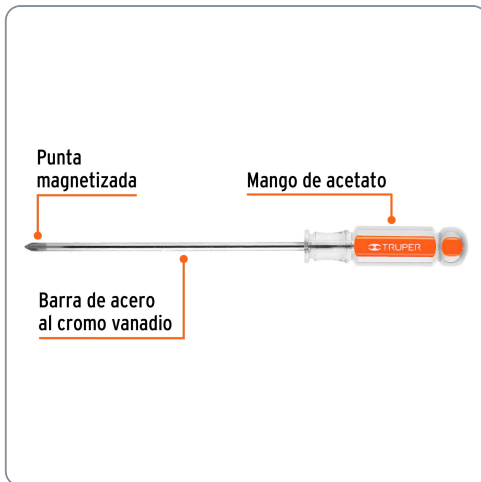 Punta
magnetizada
Mango de acetato
TRUPER
Barra de acero
al cromo vanadio